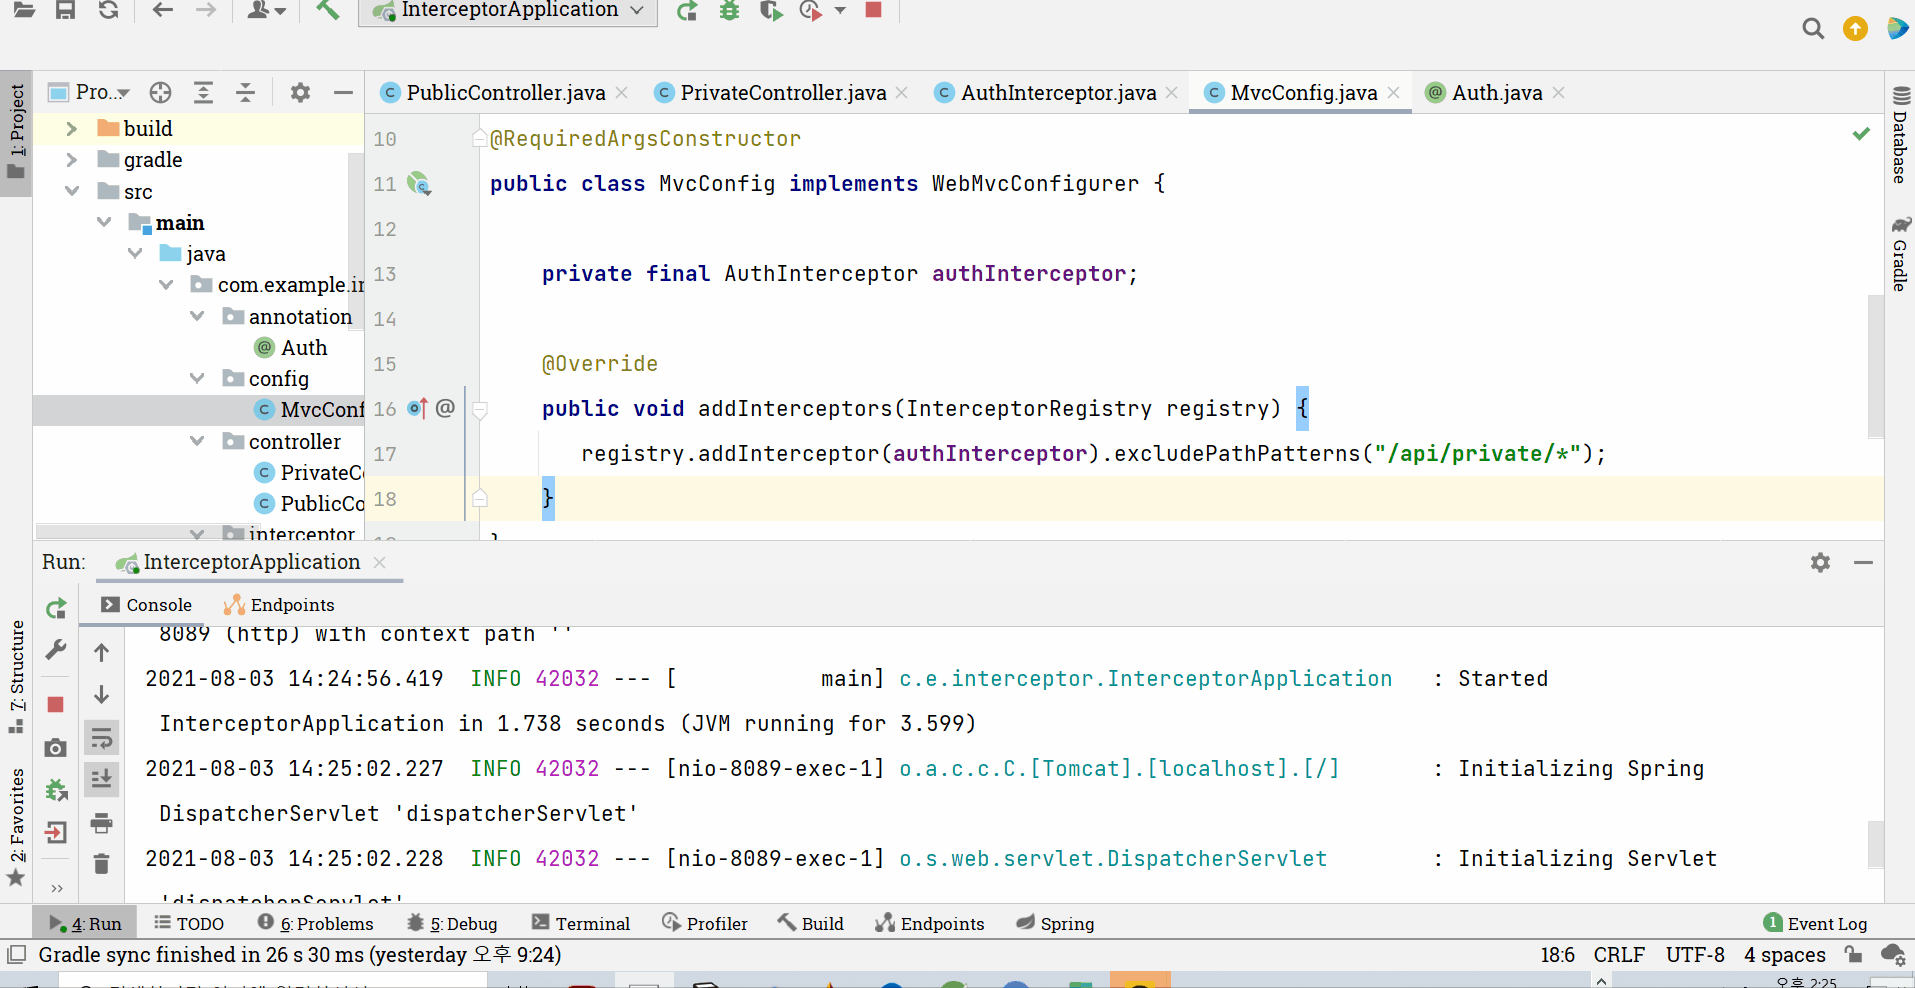 InterceptorApplication
1: Project
Pro...
PublicController.java
PrivateController.java
AuthInterceptor.java
MvcConfig.java
Auth.java
build
gradle
src
main
java
com.example.in
annotation
Auth
config
MvcConf
controller
PrivateCo
PublicCo
interceptor
10 @RequiredArgsConstructor
11 public class MvcConfig implements WebMvcConfigurer {
12
13 private final AuthInterceptor authInterceptor;
14
15 @Override
16 public void addInterceptors(InterceptorRegistry registry) {
17 registry.addInterceptor(authInterceptor).excludePathPatterns("/api/private/*");
18 }
Database
Gradle
Run: InterceptorApplication
Console Endpoints
8089 (http) with context path ''
2021-08-03 14:24:56.419 INFO 42032 --- [ main] c.e.interceptor.InterceptorApplication : Started
InterceptorApplication in 1.738 seconds (JVM running for 3.599)
2021-08-03 14:25:02.227 INFO 42032 --- [nio-8089-exec-1] o.a.c.c.C.[Tomcat].[localhost].[/] : Initializing Spring
DispatcherServlet 'dispatcherServlet'
2021-08-03 14:25:02.228 INFO 42032 --- [nio-8089-exec-1] o.s.web.servlet.DispatcherServlet : Initializing Servlet
'dispatcherServlet'
7: Structure
2: Favorites
4: Run TODO 6: Problems 5: Debug Terminal Profiler Build Endpoints Spring 1 Event Log
Gradle sync finished in 26 s 30 ms (yesterday 오후 9:24) 18:6 CRLF UTF-8 4 spaces
오후 2:25